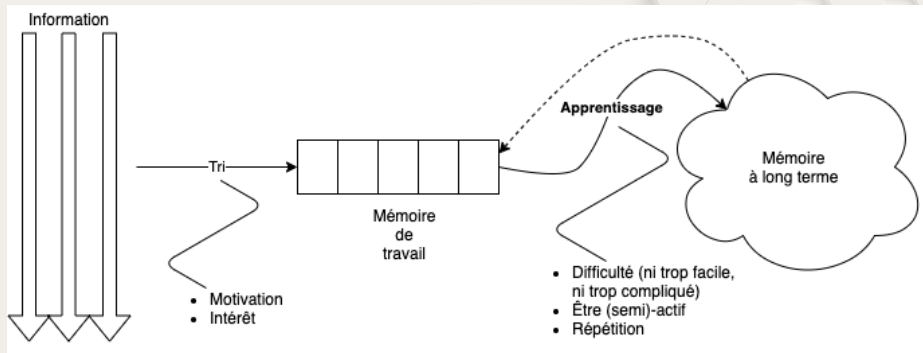 Information
Tri
Motivation
Intérêt
Mémoire
de
travail
Apprentissage
Difficulté (ni trop facile,
ni trop compliqué)
Être (semi)-actif
Répétition
Mémoire
à long terme